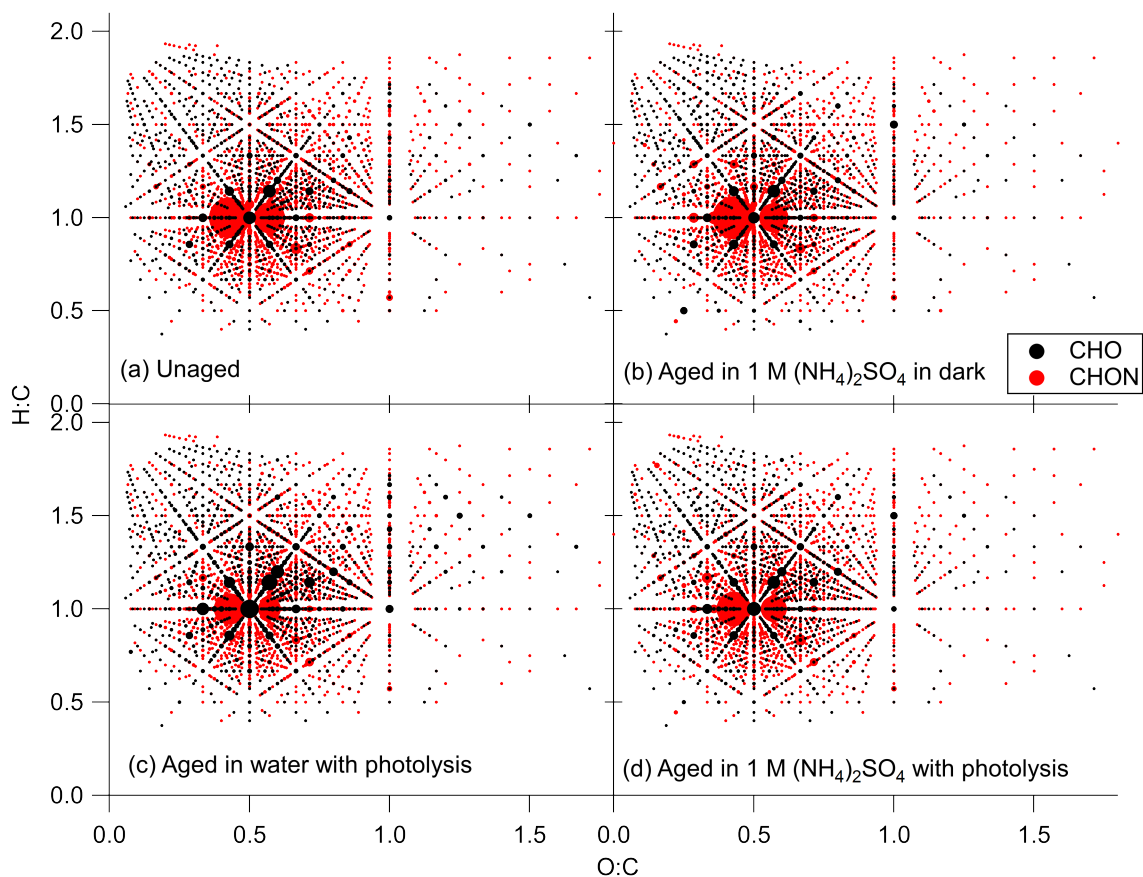 2.0
1.5
1.0
0.5
0.0
(a) Unaged
(b) Aged in 1 M (NH₄)₂SO₄ in dark
CHO
CHON
H:C
2.0
1.5
1.0
0.5
0.0
(c) Aged in water with photolysis
(d) Aged in 1 M (NH₄)₂SO₄ with photolysis
0.0 0.5 1.0 1.5 0.0 0.5 1.0 1.5
O:C